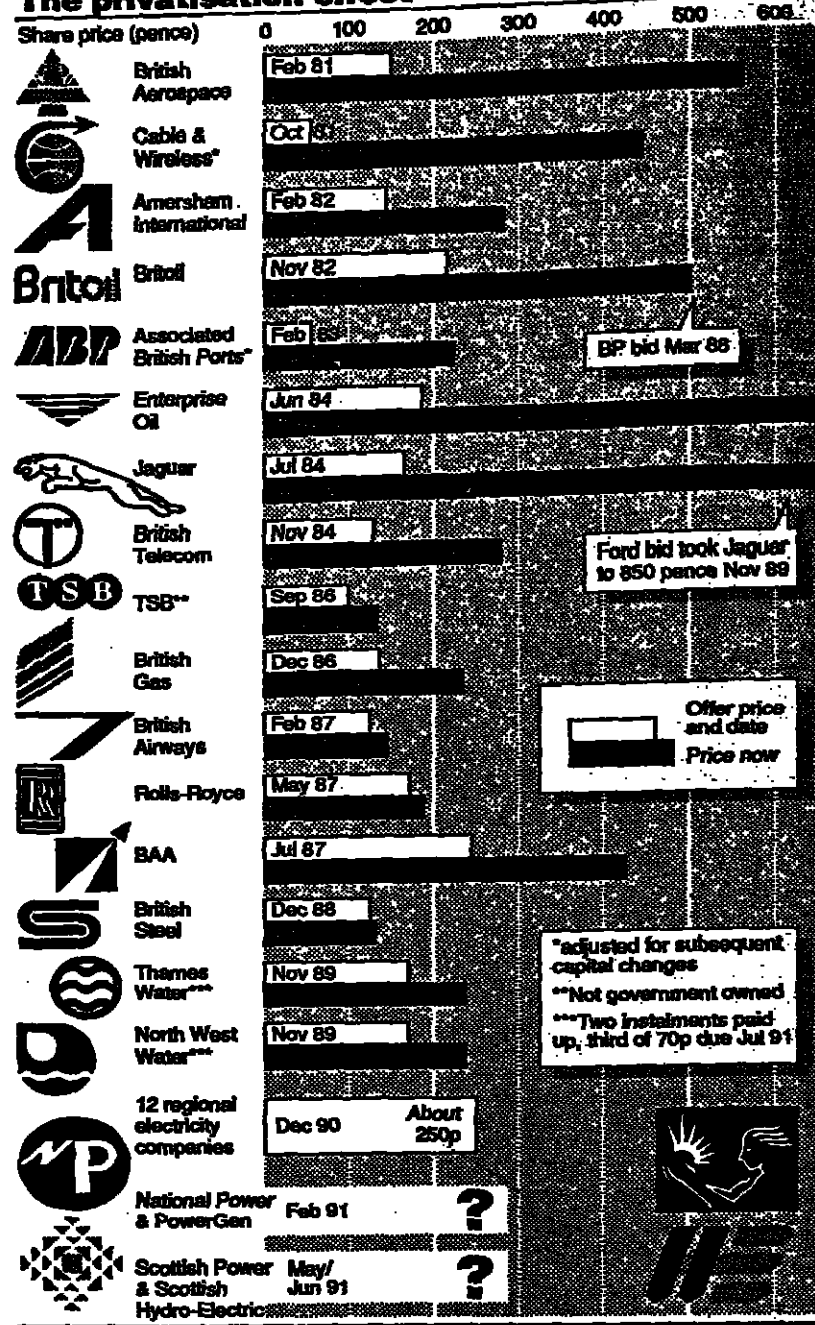 The privatisation effect
Share price (pence) 0 100 200 300 400 500 600
British Aerospace Feb 81
Cable & Wireless* Oct 81
Amersham International Feb 82
Britoil Britoil Nov 82
BP bid Mar 88
ABP Associated British Ports* Feb 83
Enterprise Oil Jun 84
Jaguar Jul 84
Ford bid took Jaguar
to 850 pence Nov 89
T British Telecom Nov 84
TSB TSB** Sep 86
British Gas Dec 86
British Airways Feb 87
Offer price
and date
Price now
RR Rolls-Royce May 87
BAA Jul 87
British Steel Dec 88
Thames Water*** Nov 89
North West Water*** Nov 89
*adjusted for subsequent
capital changes
**Not government owned
***Two instalments paid
up, third of 70p due Jul 91
NP 12 regional electricity companies Dec 90 About 250p
National Power & PowerGen Feb 91 ?
Scottish Power & Scottish Hydro-Electric May/ Jun 91 ?